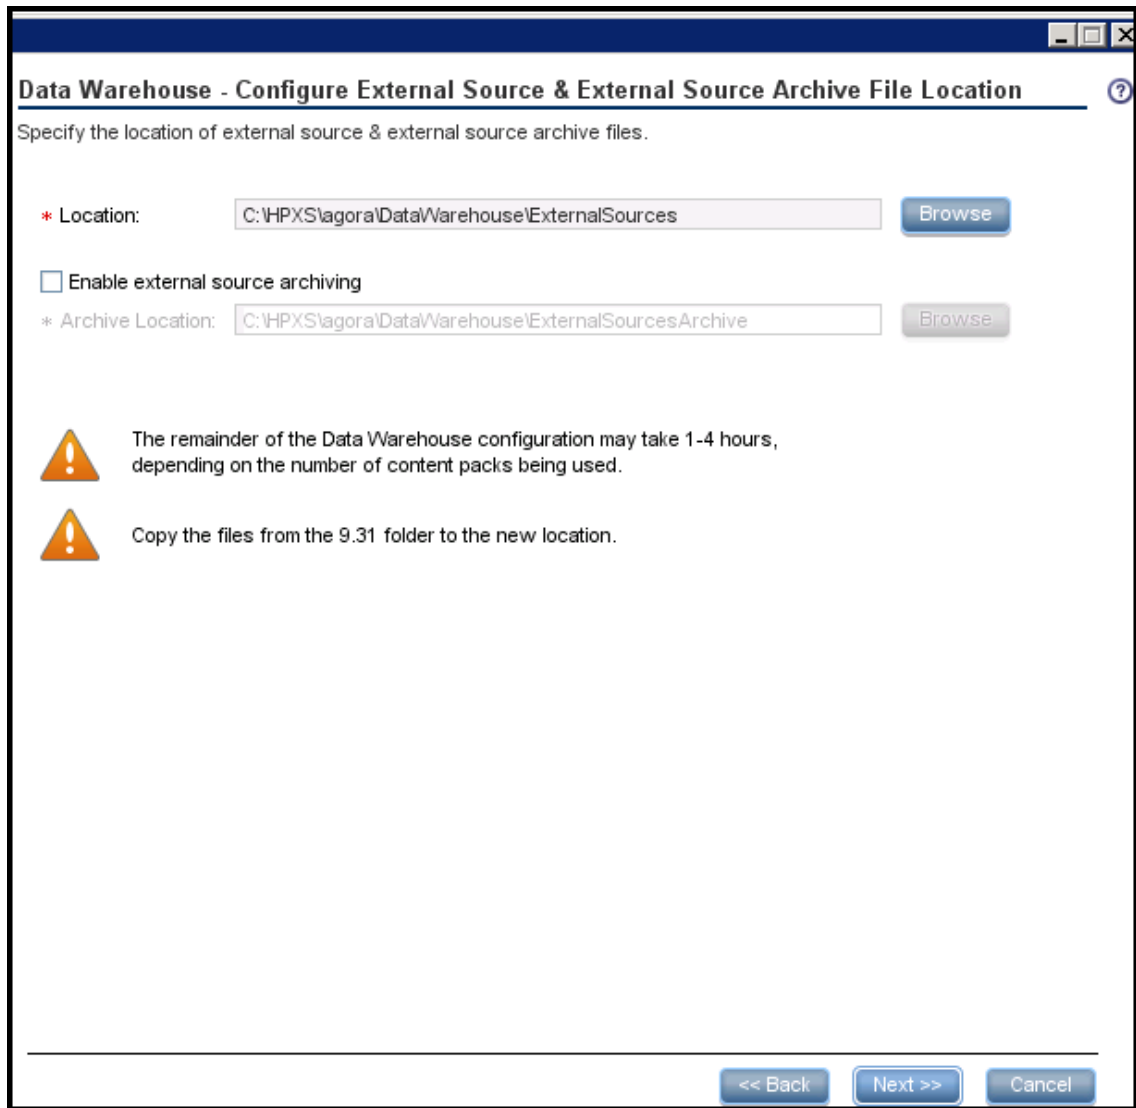 Data Warehouse - Configure External Source & External Source Archive File Location
Specify the location of external source & external source archive files.
* Location: C:\HPXS\agora\DataWarehouse\ExternalSources Browse
Enable external source archiving
* Archive Location: C:\HPXS\agora\DataWarehouse\ExternalSourcesArchive Browse
The remainder of the Data Warehouse configuration may take 1-4 hours,
depending on the number of content packs being used.
Copy the files from the 9.31 folder to the new location.
<< Back Next >> Cancel